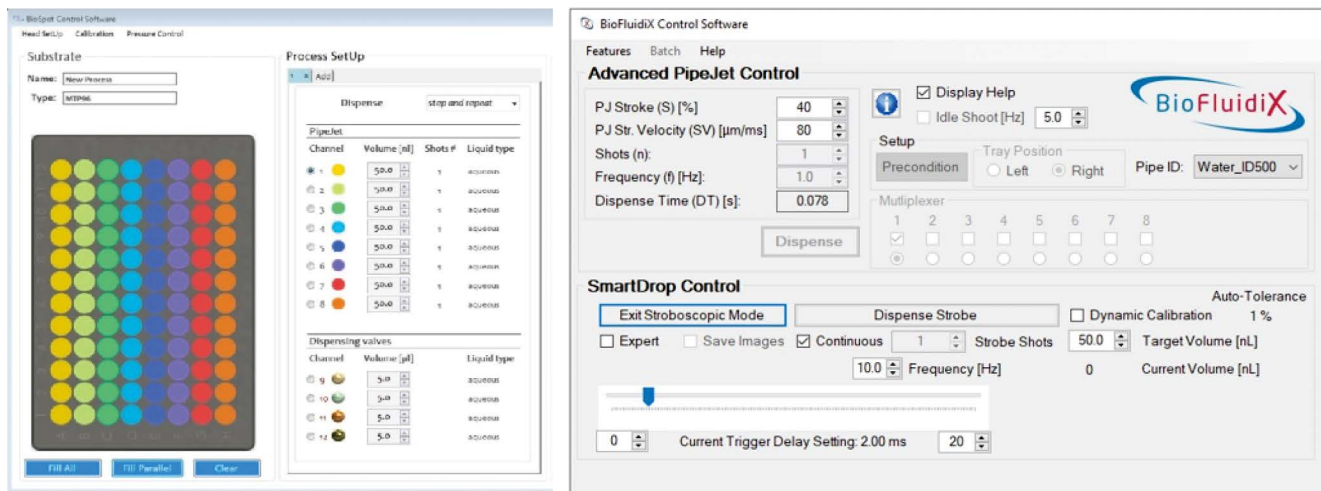 BioSpot Control Software
Head SetUp Calibration Pressure Control
Substrate
Name: New Process
Type: MTP96
Fill All Fill Parallel Clear
Process SetUp
1 Add
Dispense step and repeat
PipeJet
Channel Volume [nl] Shots # Liquid type
1 50.0 1 aqueous
2 50.0 1 aqueous
3 50.0 1 aqueous
4 50.0 1 aqueous
5 50.0 1 aqueous
6 50.0 1 aqueous
7 50.0 1 aqueous
8 50.0 1 aqueous
Dispensing valves
Channel Volume [µl] Liquid type
9 5.0 aqueous
10 5.0 aqueous
11 5.0 aqueous
12 5.0 aqueous
BioFluidiX Control Software
Features Batch Help
Advanced PipeJet Control
PJ Stroke (S) [%] 40
PJ Str. Velocity (SV) [µm/ms] 80
Shots (n): 1
Frequency (f) [Hz]: 1.0
Dispense Time (DT) [s]: 0.078
Dispense
Display Help
Idle Shoot [Hz] 5.0
BioFluidiX
Setup
Precondition
Tray Position
Left Right
Pipe ID: Water_ID500
Mutliplexer
1 2 3 4 5 6 7 8
SmartDrop Control
Auto-Tolerance
Exit Stroboscopic Mode Dispense Strobe Dynamic Calibration 1 %
Expert Save Images Continuous 1 Strobe Shots 50.0 Target Volume [nL]
10.0 Frequency [Hz] 0 Current Volume [nL]
0 Current Trigger Delay Setting: 2.00 ms 20